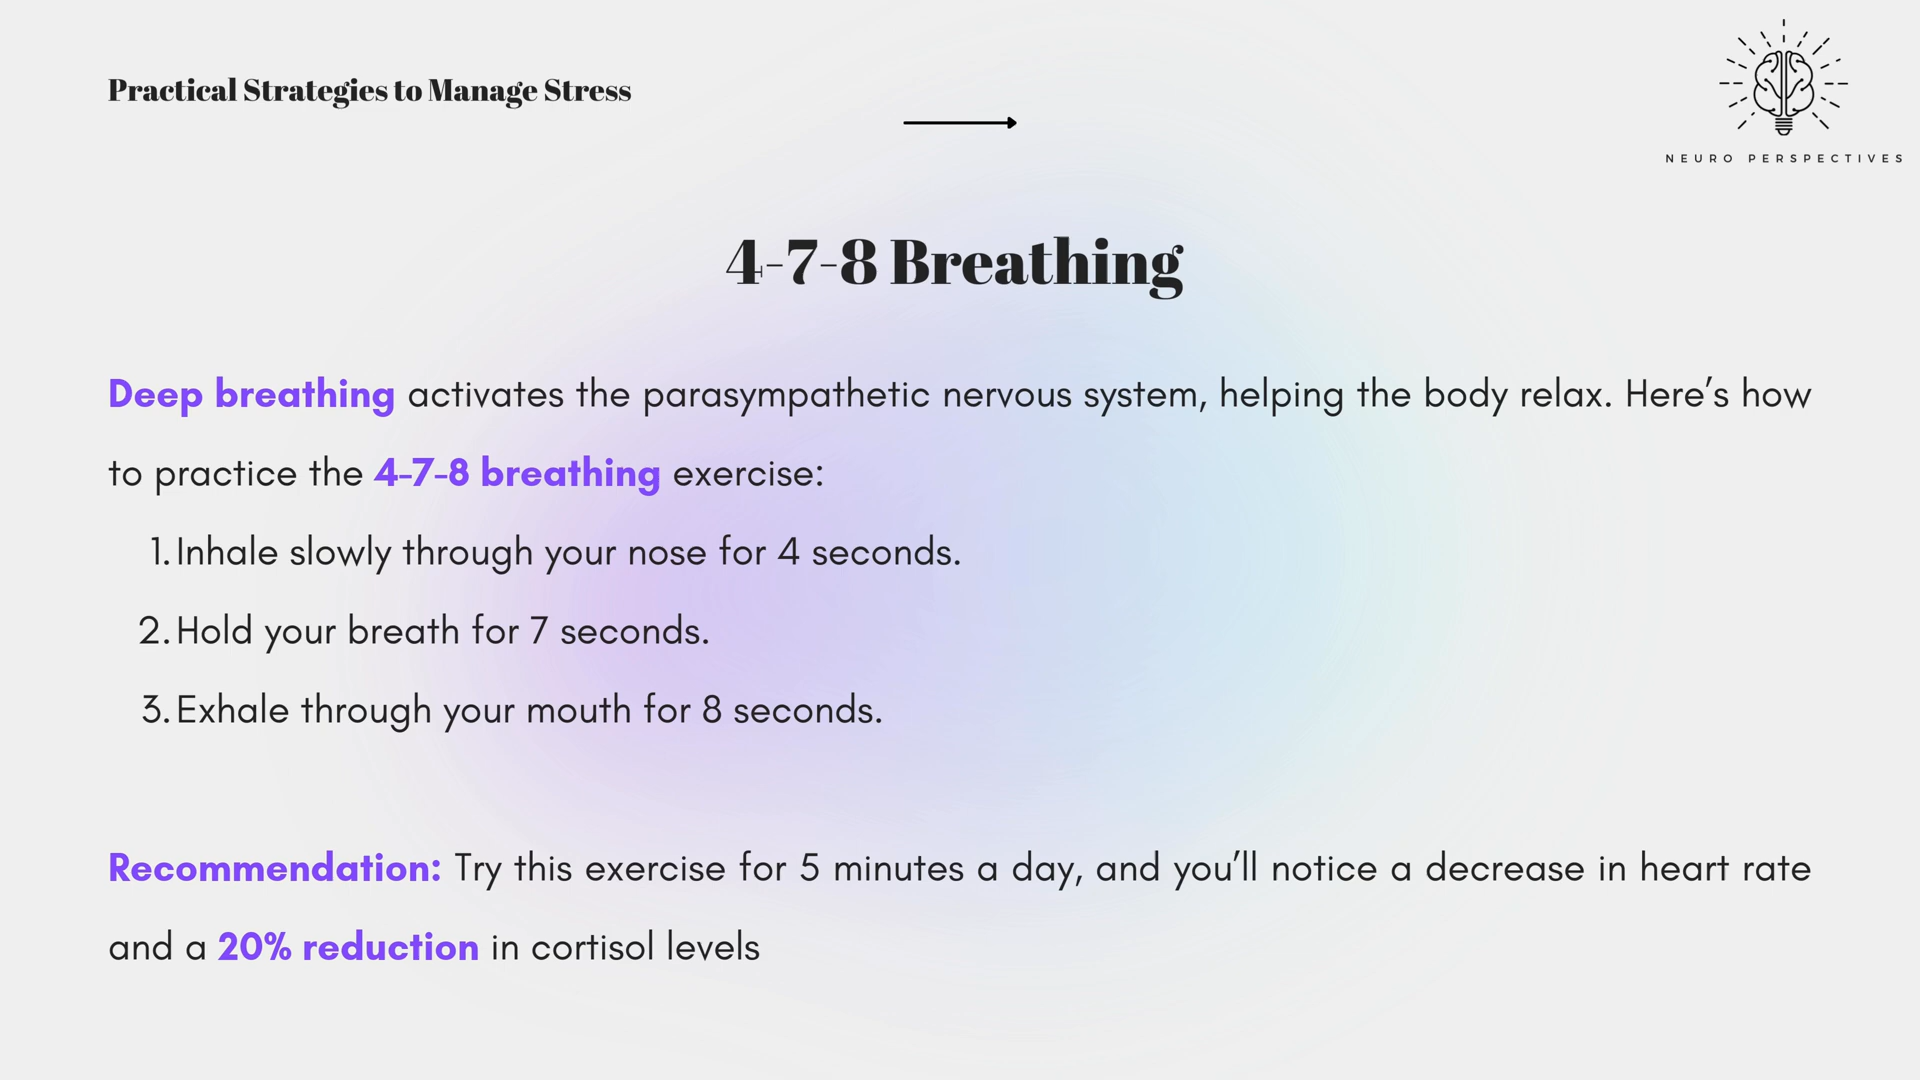 Practical Strategies to Manage Stress
NEURO PERSPECTIVES
4-7-8 Breathing
Deep breathing activates the parasympathetic nervous system, helping the body relax. Here’s how
to practice the 4-7-8 breathing exercise:
1. Inhale slowly through your nose for 4 seconds.
2. Hold your breath for 7 seconds.
3. Exhale through your mouth for 8 seconds.
Recommendation: Try this exercise for 5 minutes a day, and you’ll notice a decrease in heart rate
and a 20% reduction in cortisol levels